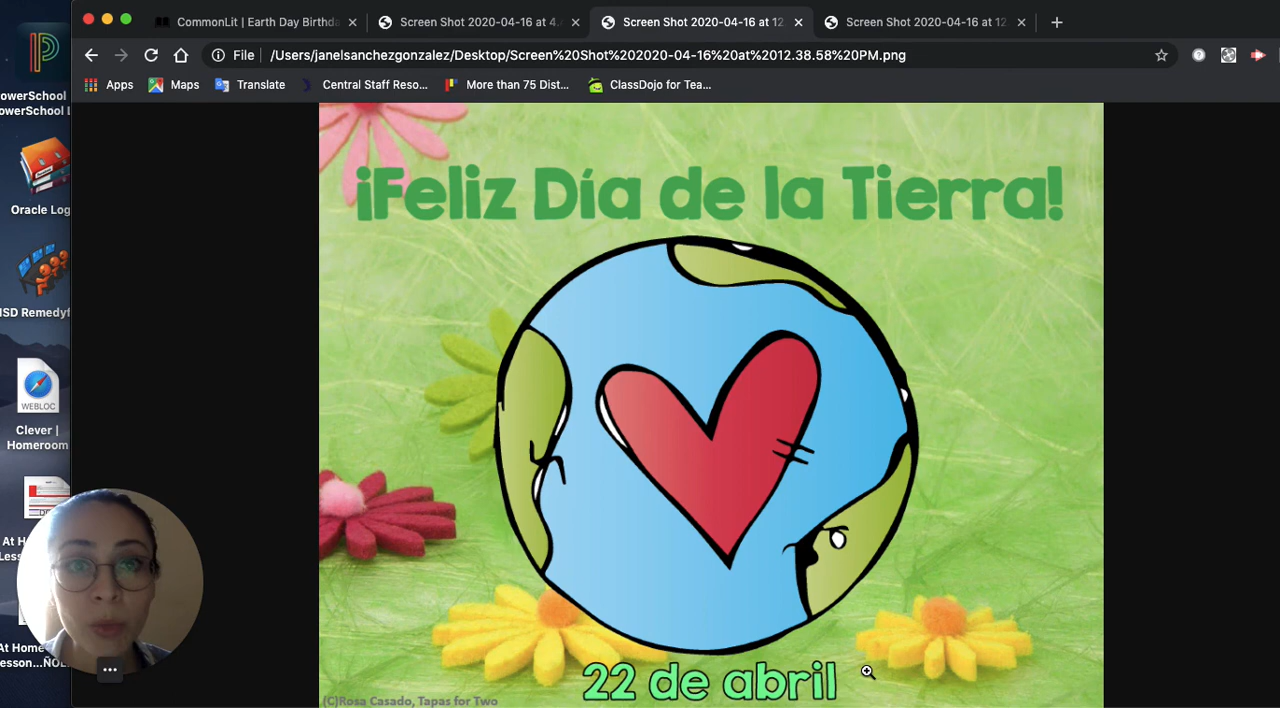 CommonLit | Earth Day Birthda
Screen Shot 2020-04-16 at 4.
Screen Shot 2020-04-16 at 12
Screen Shot 2020-04-16 at 12.
File
/Users/janelsanchezgonzalez/Desktop/Screen%20Shot%202020-04-16%20at%2012.38.58%20PM.png
Apps
Maps
Translate
Central Staff Reso...
More than 75 Dist...
ClassDojo for Tea...
owerSchool
owerSchool L
Oracle Log
ISD Remedyf
WEBLOC
Clever |
Homeroom
At H
Less
At Home
esson...ÑOL
¡Feliz Día de la Tierra!
22 de abril
(C)Rosa Casado, Tapas for Two